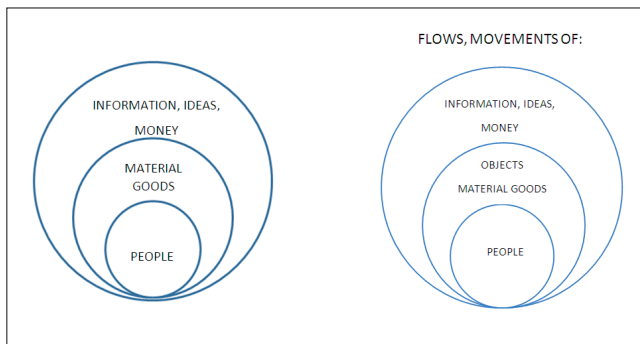 INFORMATION, IDEAS,
MONEY
MATERIAL
GOODS
PEOPLE
FLOWS, MOVEMENTS OF:
INFORMATION, IDEAS,
MONEY
OBJECTS
MATERIAL GOODS
PEOPLE